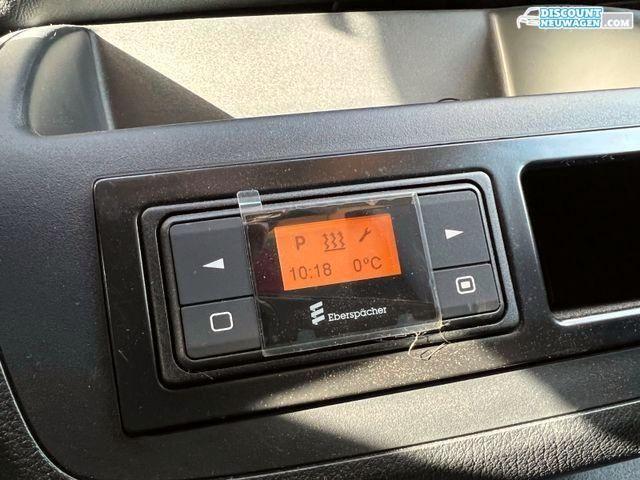 DISCOUNT
NEUWAGEN.COM
P
10:18 0°C
Eberspächer